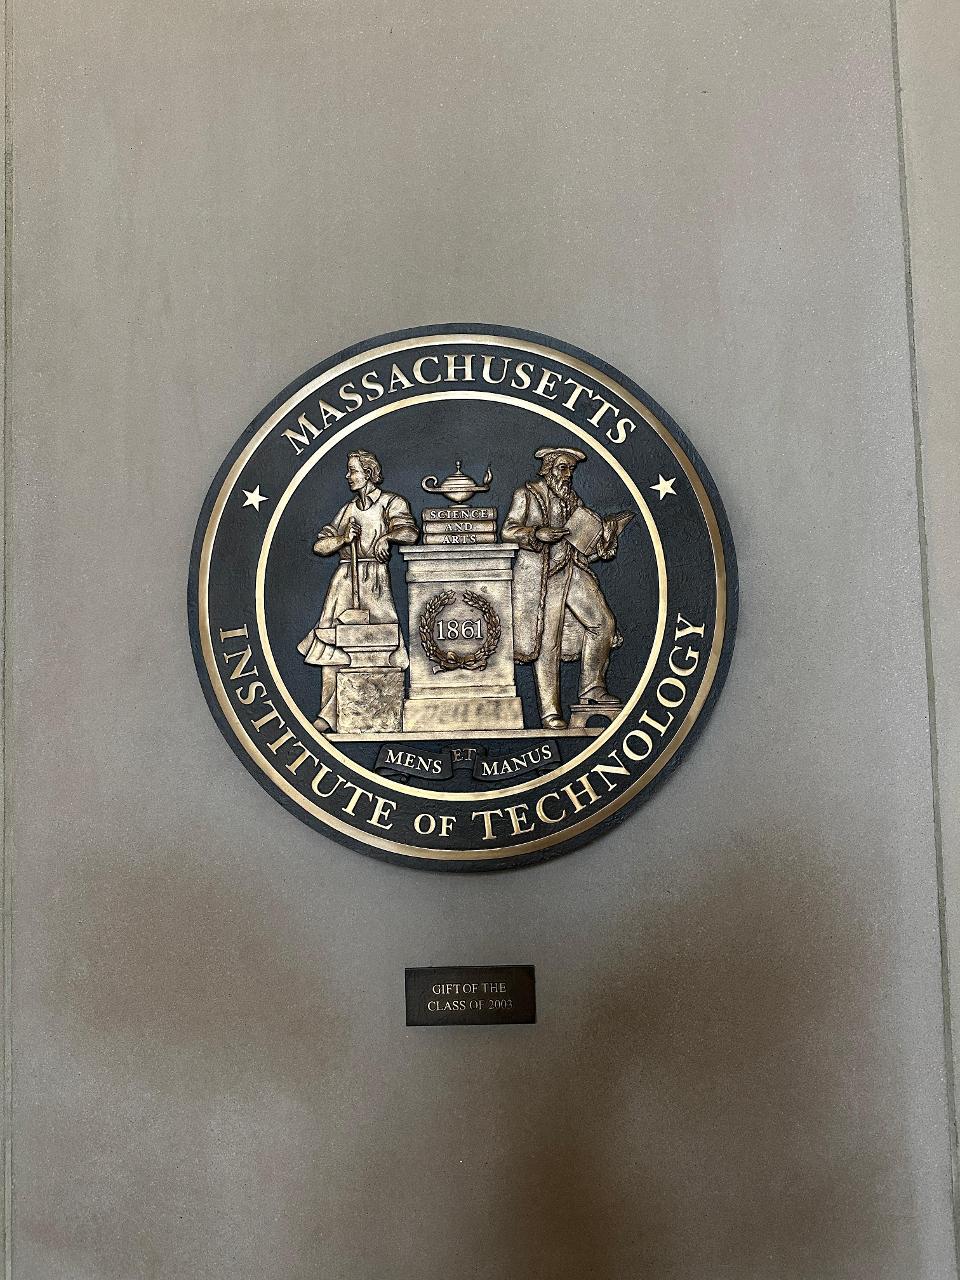 MASSACHUSETTS
SCIENCE
AND
ARTS
1861
MENS ET MANUS
INSTITUTE OF TECHNOLOGY
GIFT OF THE
CLASS OF 2003